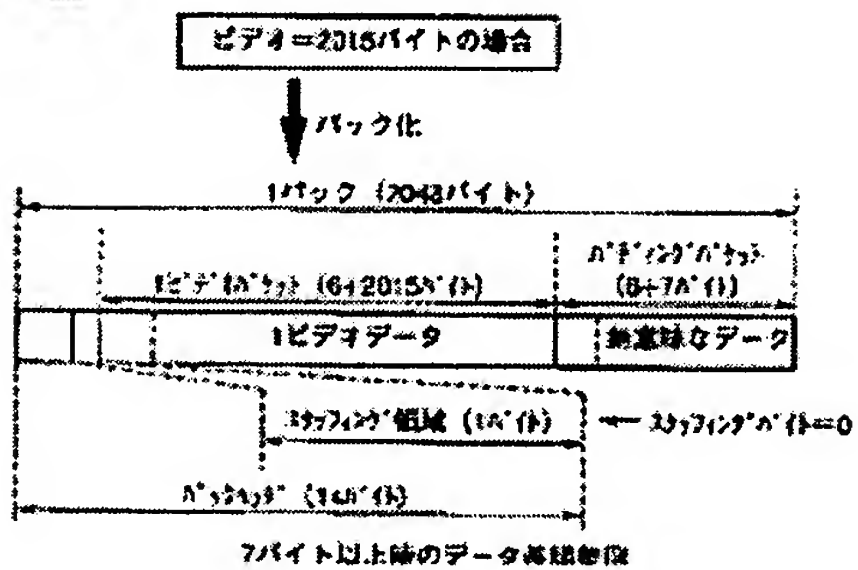 ビデオ=2015バイトの場合
パック化
1パック (2048バイト)
パディングパケット
1ビデオパケット (6+2015バイト)
(6+7バイト)
1ビデオデータ
無意味なデータ
スタッフィング領域 (1バイト)
スタッフィングバイト=0
パックヘッダ (14バイト)
7バイト以上
のデータ